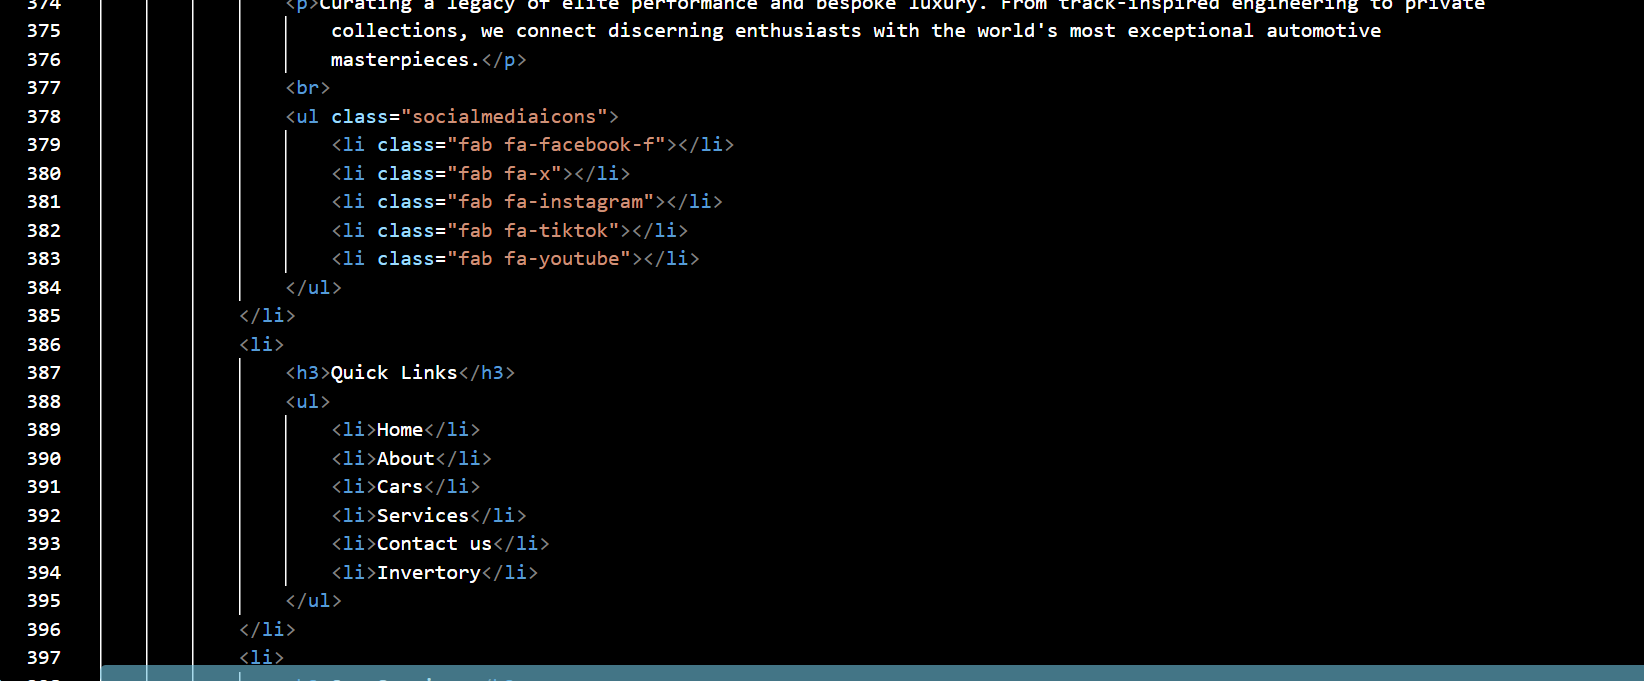 374 <p>Curating a legacy of elite performance and bespoke luxury. From track-inspired engineering to private
375 collections, we connect discerning enthusiasts with the world's most exceptional automotive
376 masterpieces.</p>
377 <br>
378 <ul class="socialmediaicons">
379 <li class="fab fa-facebook-f"></li>
380 <li class="fab fa-x"></li>
381 <li class="fab fa-instagram"></li>
382 <li class="fab fa-tiktok"></li>
383 <li class="fab fa-youtube"></li>
384 </ul>
385 </li>
386 <li>
387 <h3>Quick Links</h3>
388 <ul>
389 <li>Home</li>
390 <li>About</li>
391 <li>Cars</li>
392 <li>Services</li>
393 <li>Contact us</li>
394 <li>Invertory</li>
395 </ul>
396 </li>
397 <li>